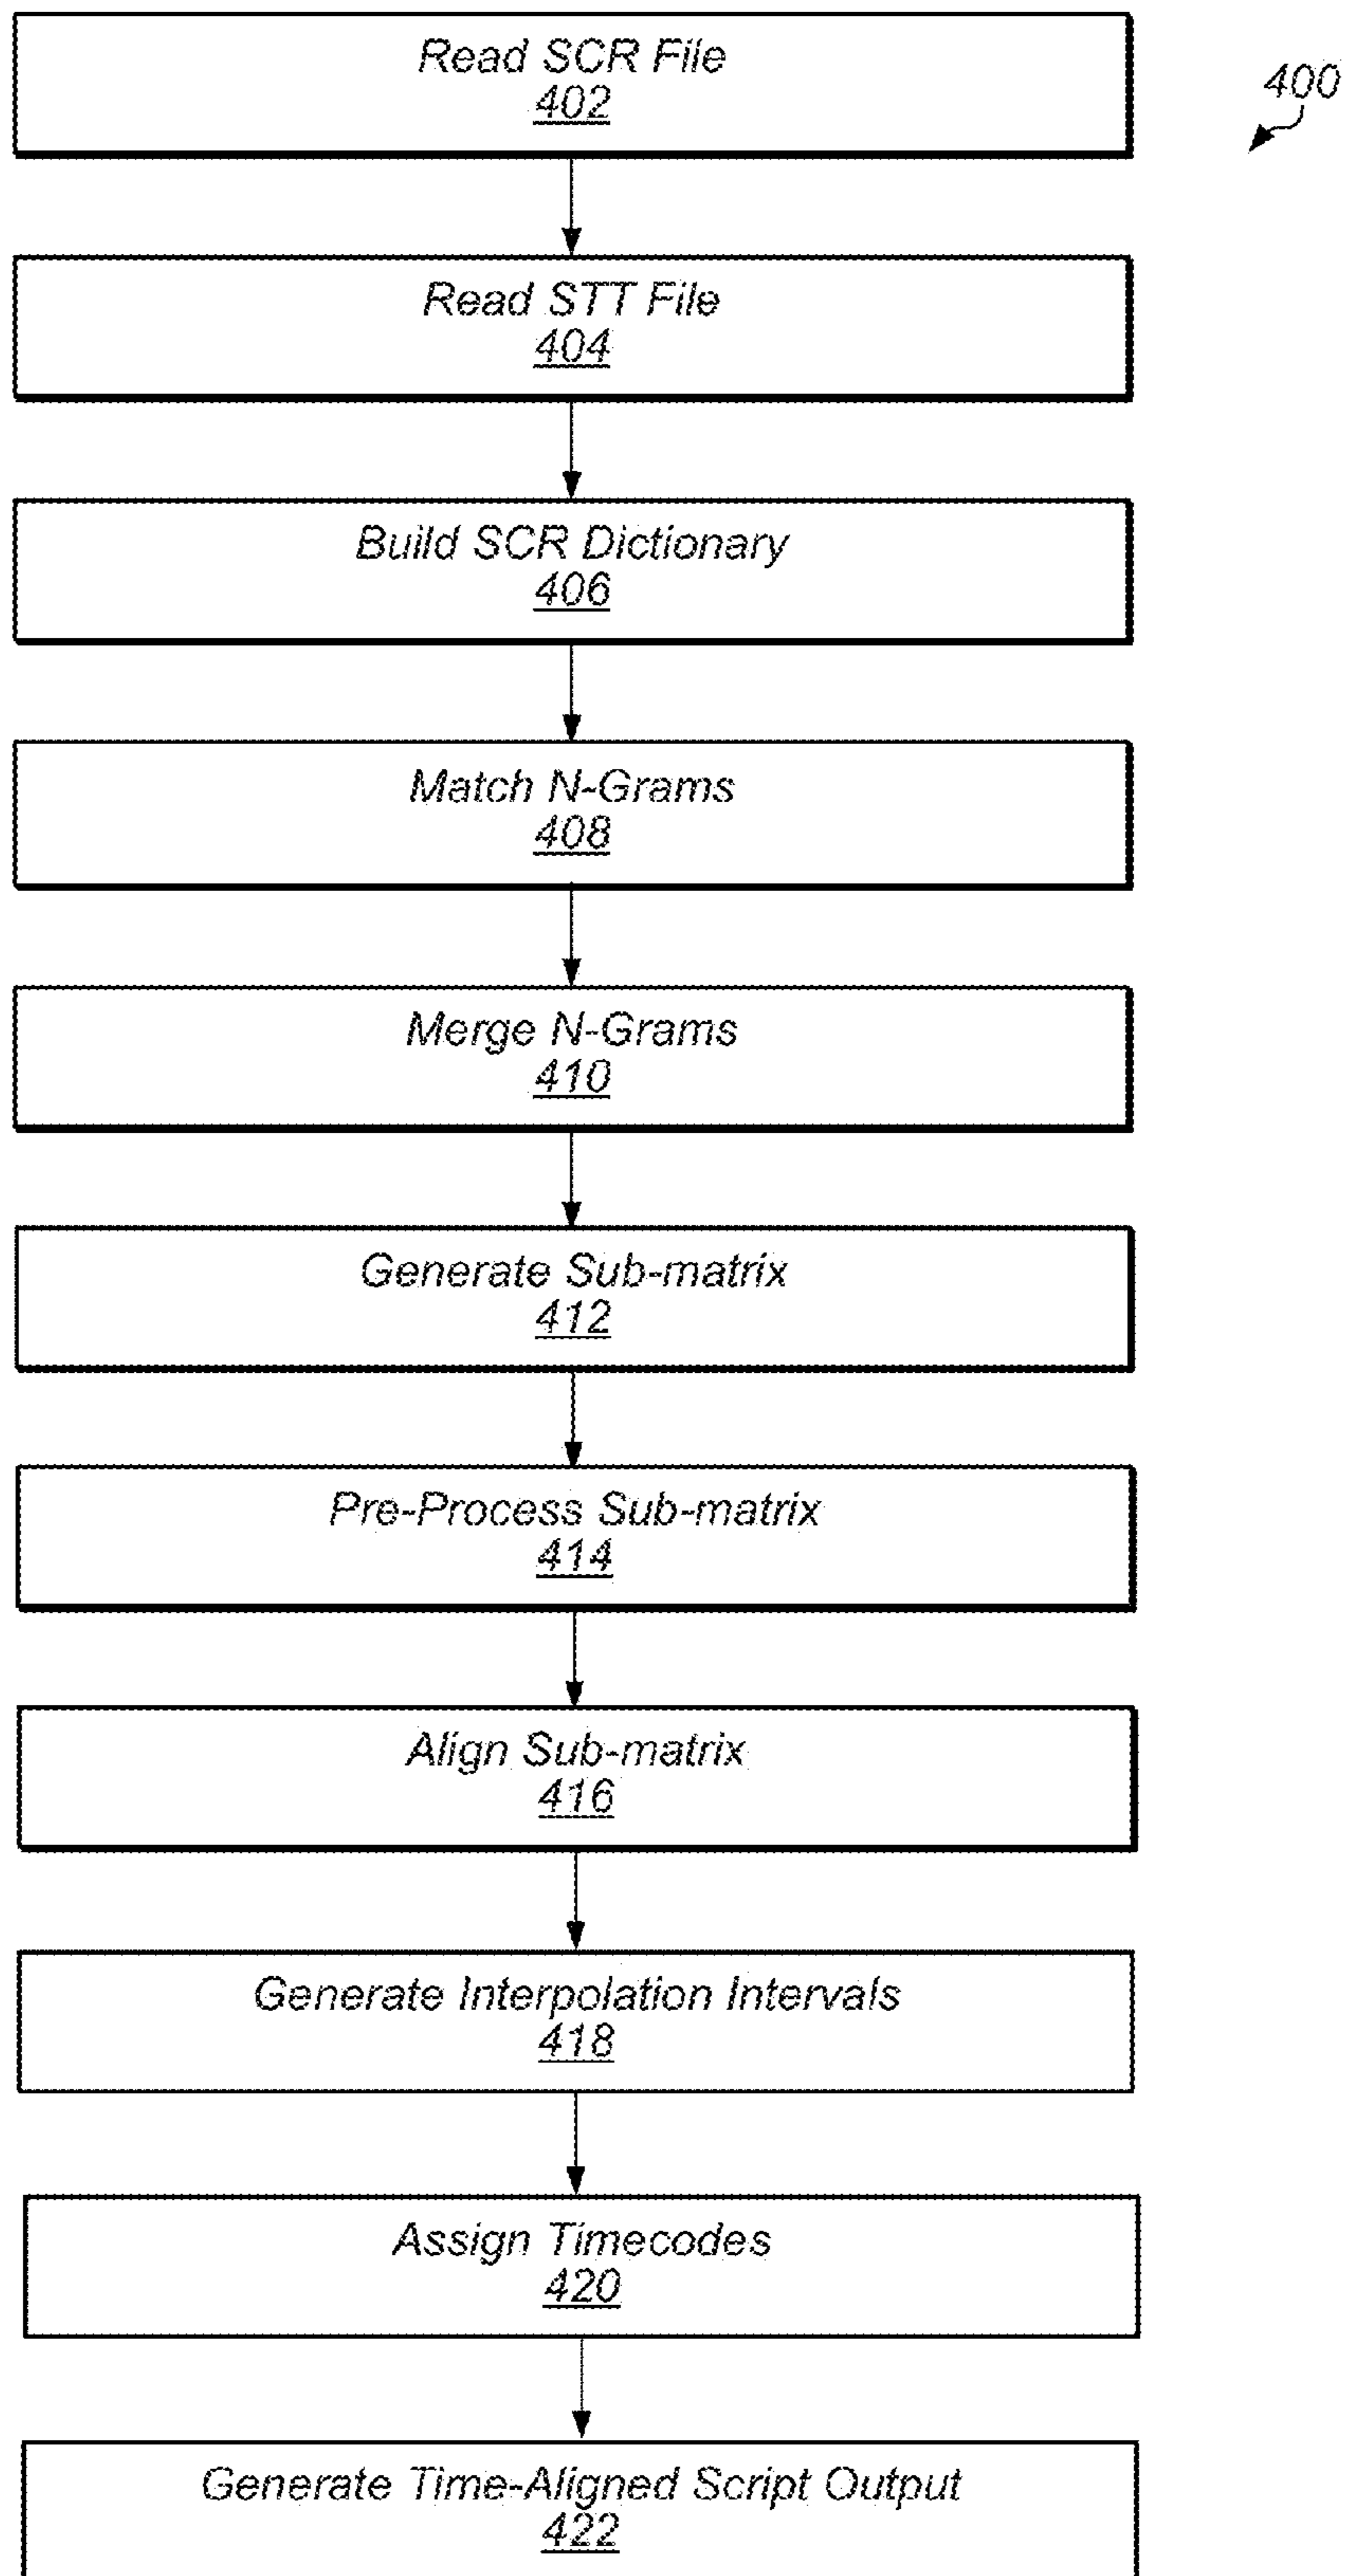 Read SCR File
402
400
Read STT File
404
Build SCR Dictionary
406
Match N-Grams
408
Merge N-Grams
410
Generate Sub-matrix
412
Pre-Process Sub-matrix
414
Align Sub-matrix
416
Generate Interpolation Intervals
418
Assign Timecodes
420
Generate Time-Aligned Script Output
422